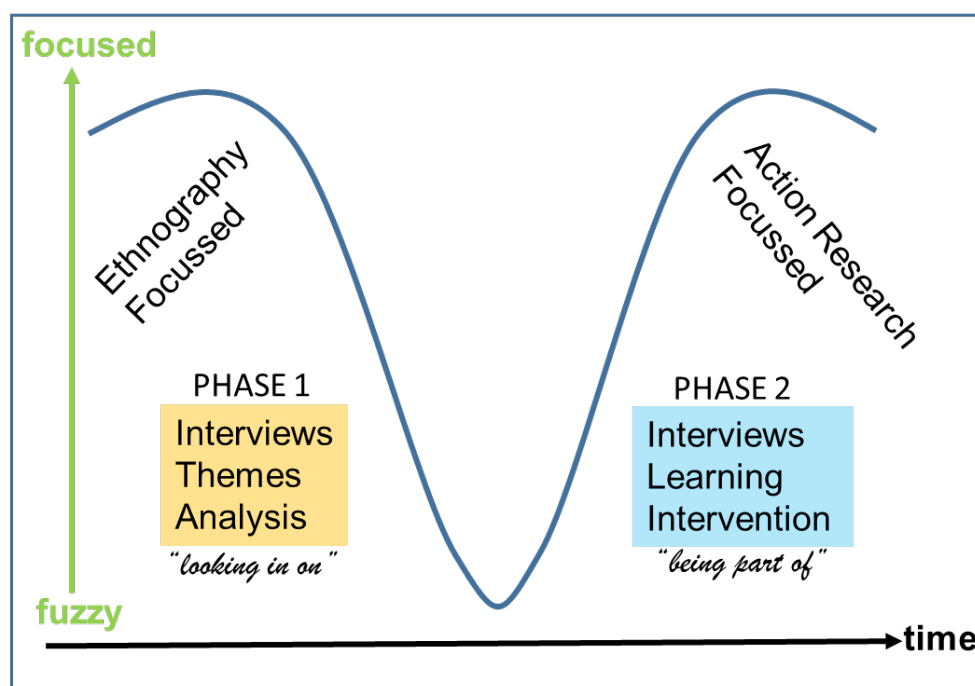 focused
Ethnography
Focussed
Action Research
Focussed
PHASE 1
Interviews
Themes
Analysis
"looking in on"
PHASE 2
Interviews
Learning
Intervention
"being part of"
fuzzy
time